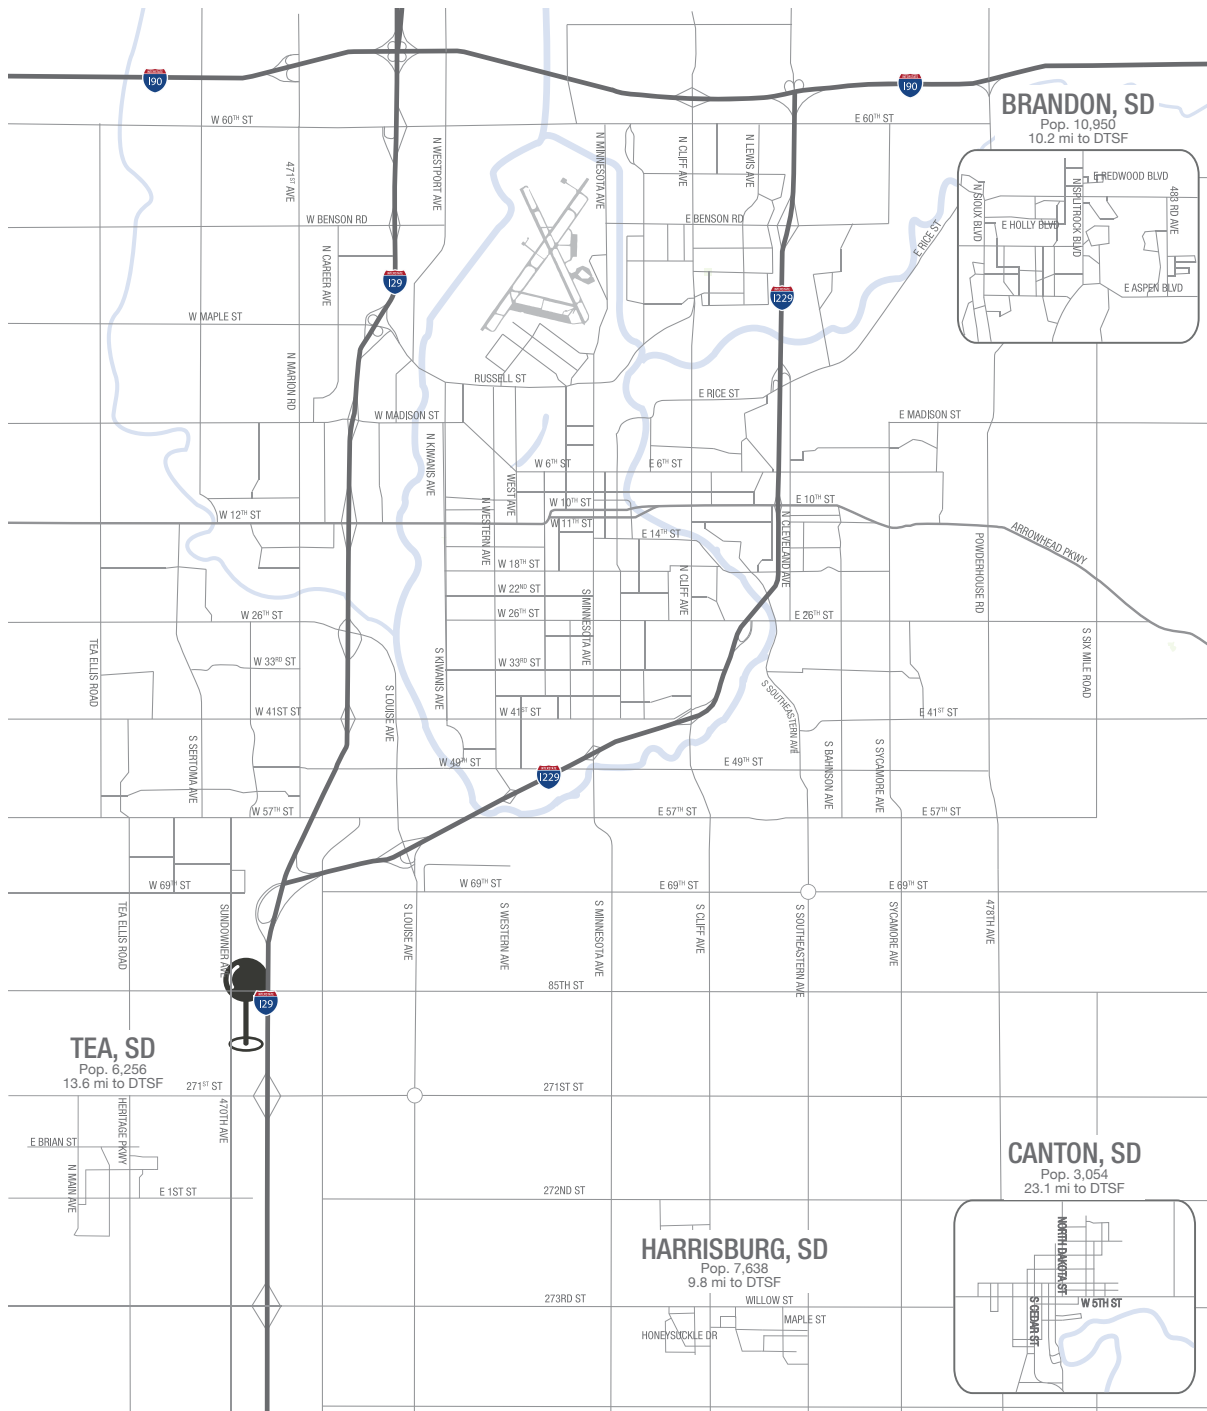 I90
I90
BRANDON, SD
Pop. 10,950
10.2 mi to DTSF
W 60TH ST
E 60TH ST
471ST AVE
N WESTPORT AVE
N MINNESOTA AVE
N CLIFF AVE
N LEWIS AVE
E REDWOOD BLVD
N SIOUX BLVD
N SPLITROCK BLVD
483 RD AVE
E HOLLY BLVD
E ASPEN BLVD
W BENSON RD
E BENSON RD
E RICE ST
N CAREER AVE
I29
I229
W MAPLE ST
N MARION RD
RUSSELL ST
E RICE ST
W MADISON ST
E MADISON ST
N KIWANIS AVE
W 6TH ST
E 6TH ST
WEST AVE
W 10TH ST
E 10TH ST
W 12TH ST
N WESTERN AVE
W 11TH ST
E 14TH ST
N CLEVELAND AVE
ARROWHEAD PKWY
POWDERHOUSE RD
W 18TH ST
N CLIFF AVE
W 22ND ST
S MINNESOTA AVE
W 26TH ST
W 26TH ST
E 26TH ST
TEA ELLIS ROAD
S SIX MILE ROAD
W 33RD ST
S KIWANIS AVE
W 33RD ST
S LOUISE AVE
S SOUTHEASTERN AVE
W 41ST ST
W 41ST ST
E 41ST ST
S SERTOMA AVE
S BAHNSON AVE
S SYCAMORE AVE
W 49TH ST
E 49TH ST
I229
W 57TH ST
E 57TH ST
E 57TH ST
W 69TH ST
W 69TH ST
E 69TH ST
E 69TH ST
TEA ELLIS ROAD
SUNDOWNER AVE
S LOUISE AVE
S WESTERN AVE
S MINNESOTA AVE
S CLIFF AVE
S SOUTHEASTERN AVE
SYCAMORE AVE
478TH AVE
85TH ST
I29
TEA, SD
Pop. 6,256
13.6 mi to DTSF
271ST ST
271ST ST
HERITAGE PKWY
470TH AVE
E BRIAN ST
N MAIN AVE
E 1ST ST
272ND ST
CANTON, SD
Pop. 3,054
23.1 mi to DTSF
NORTH DAKOTA ST
S CEDAR ST
W 5TH ST
HARRISBURG, SD
Pop. 7,638
9.8 mi to DTSF
273RD ST
WILLOW ST
MAPLE ST
HONEYSUCKLE DR